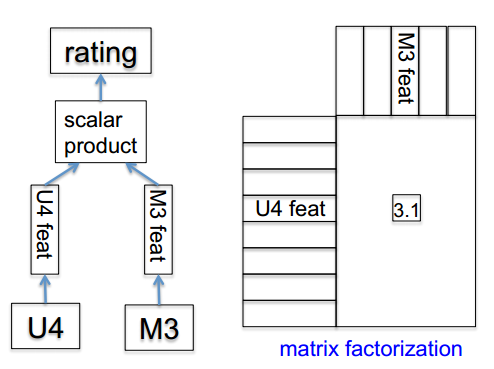 rating
scalar
product
U4 feat
M3 feat
U4
M3
M3 feat
U4 feat
3.1
matrix factorization